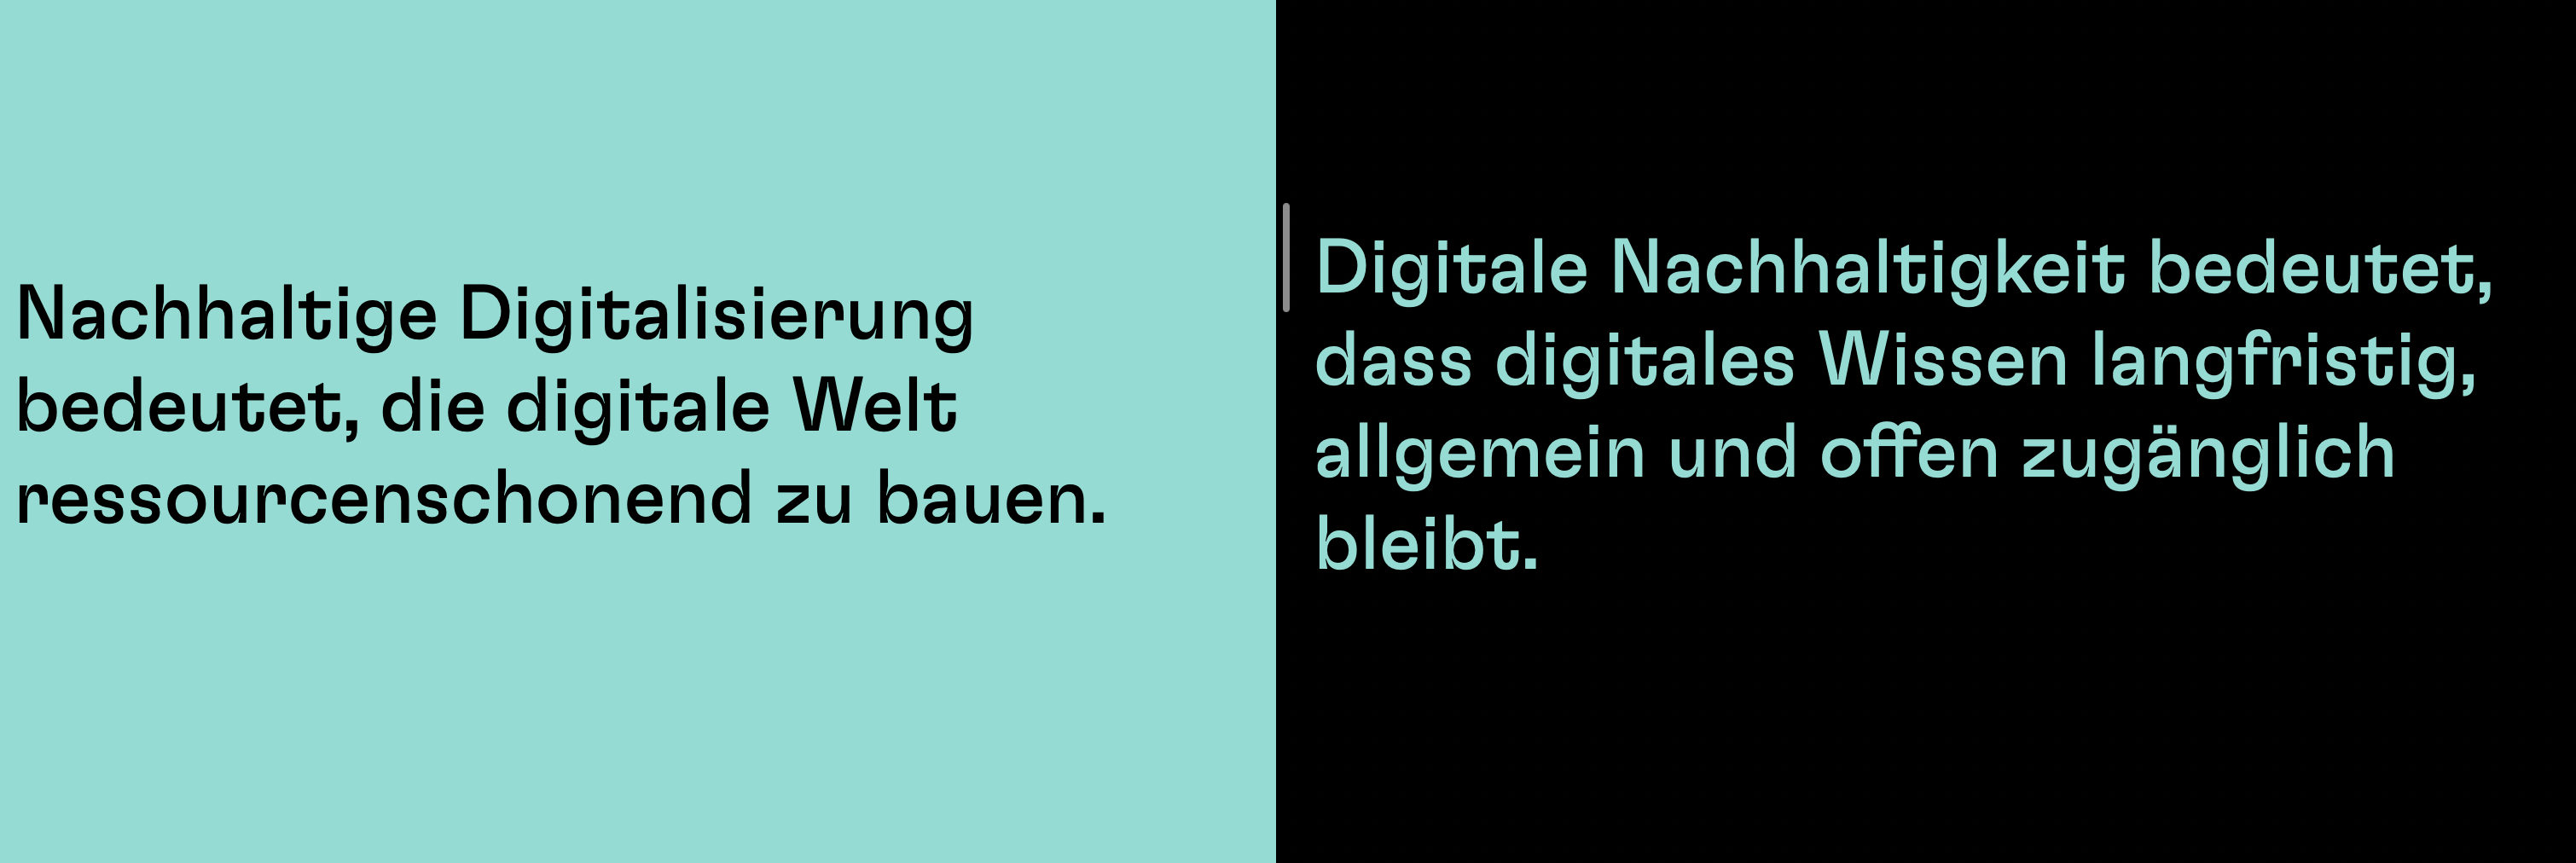 Nachhaltige Digitalisierung
bedeutet, die digitale Welt
ressourcenschonend zu bauen.
Digitale Nachhaltigkeit bedeutet,
dass digitales Wissen langfristig,
allgemein und offen zugänglich
bleibt.